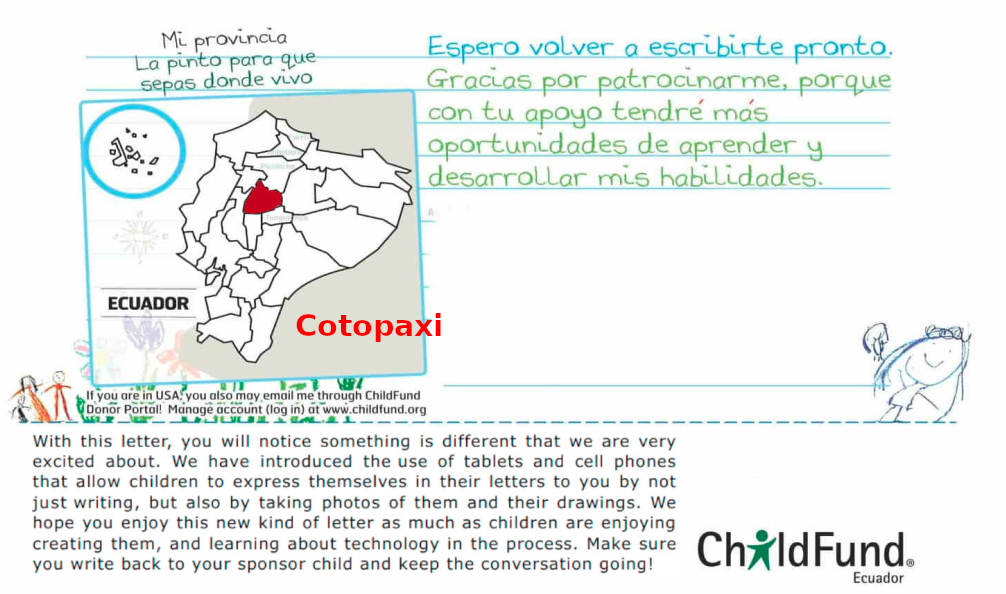 Mi provincia
La pinto para que
sepas donde vivo
ECUADOR
Cotopaxi
Espero volver a escribirte pronto.
Gracias por patrocinarme, porque
con tu apoyo tendré más
oportunidades de aprender y
desarrollar mis habilidades.
If you are in USA, you also may email me through ChildFund
Donor Portal! Manage account (log in) at www.childfund.org
With this letter, you will notice something is different that we are very
excited about. We have introduced the use of tablets and cell phones
that allow children to express themselves in their letters to you by not
just writing, but also by taking photos of them and their drawings. We
hope you enjoy this new kind of letter as much as children are enjoying
creating them, and learning about technology in the process. Make sure
you write back to your sponsor child and keep the conversation going!
ChildFund®
Ecuador